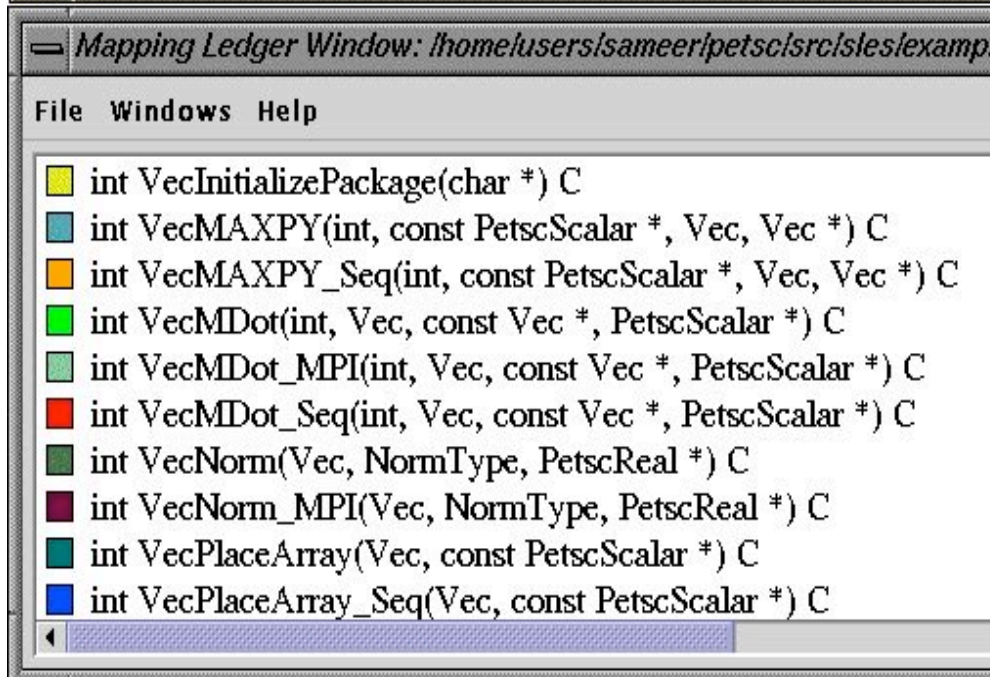 Mapping Ledger Window: /home/users/sameer/petsc/src/sles/examp
File Windows Help
int VecInitializePackage(char *) C
int VecMAXPY(int, const PetscScalar *, Vec, Vec *) C
int VecMAXPY_Seq(int, const PetscScalar *, Vec, Vec *) C
int VecMDot(int, Vec, const Vec *, PetscScalar *) C
int VecMDot_MPI(int, Vec, const Vec *, PetscScalar *) C
int VecMDot_Seq(int, Vec, const Vec *, PetscScalar *) C
int VecNorm(Vec, NormType, PetscReal *) C
int VecNorm_MPI(Vec, NormType, PetscReal *) C
int VecPlaceArray(Vec, const PetscScalar *) C
int VecPlaceArray_Seq(Vec, const PetscScalar *) C